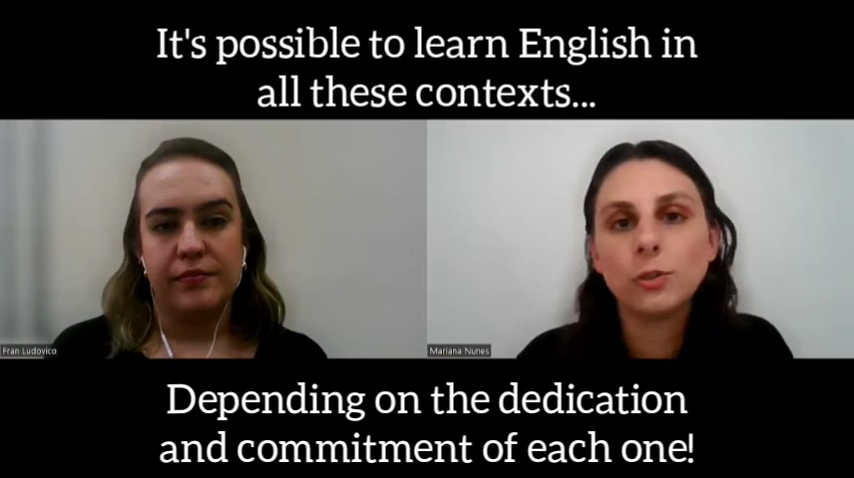 It's possible to learn English in
all these contexts...
Fran Ludovico
Mariana Nunes
Depending on the dedication
and commitment of each one!